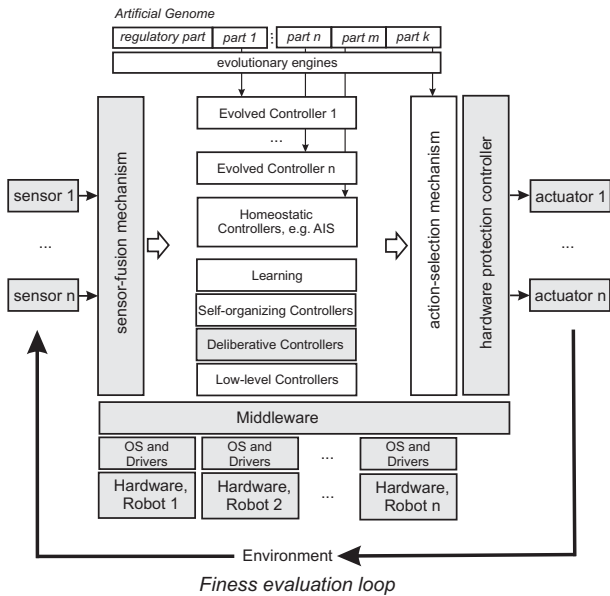 Artificial Genome
regulatory part part 1 ⋮ part n part m part k
evolutionary engines
Evolved Controller 1
...
Evolved Controller n
Homeostatic
Controllers, e.g. AIS
Learning
Self-organizing Controllers
Deliberative Controllers
Low-level Controllers
sensor 1
...
sensor n
sensor-fusion mechanism
action-selection mechanism
hardware protection controller
actuator 1
...
actuator n
Middleware
OS and
Drivers
OS and
Drivers
...
OS and
Drivers
Hardware,
Robot 1
Hardware,
Robot 2
...
Hardware,
Robot n
Environment
Finess evaluation loop